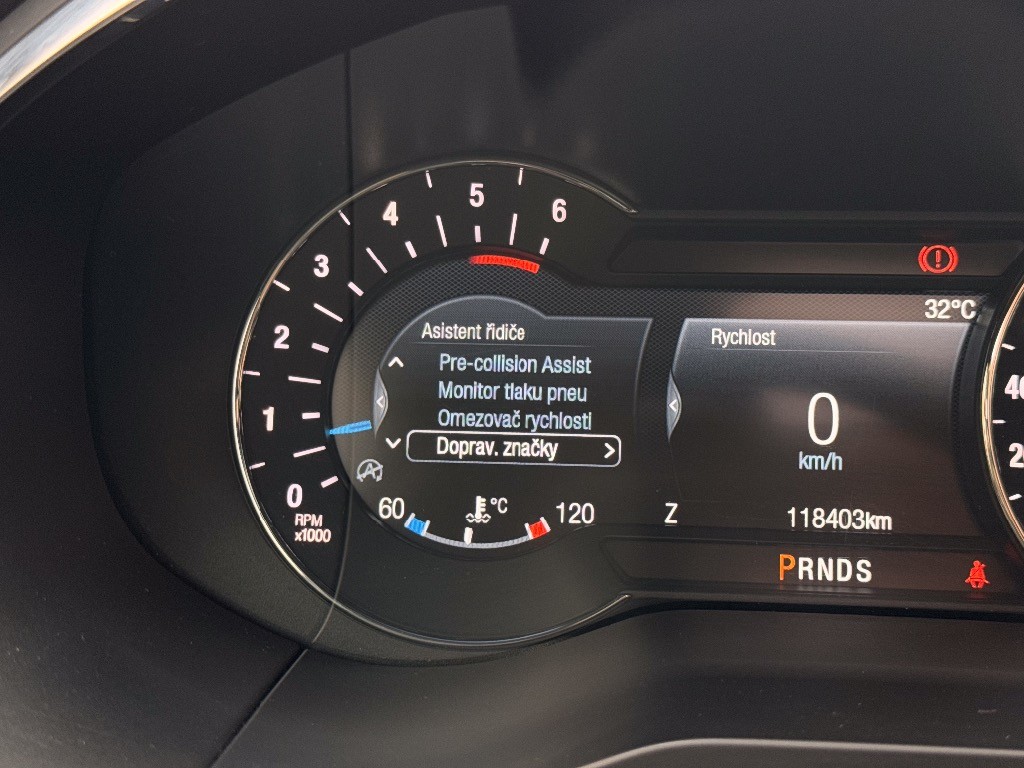 5
4
6
3
32°C
2
Asistent řidiče
Rychlost
Pre-collision Assist
Monitor tlaku pneu
Omezovač rychlosti
Doprav. značky
1
0
km/h
0
RPM
x1000
60
°C
120
Z
118403km
PRNDS
A